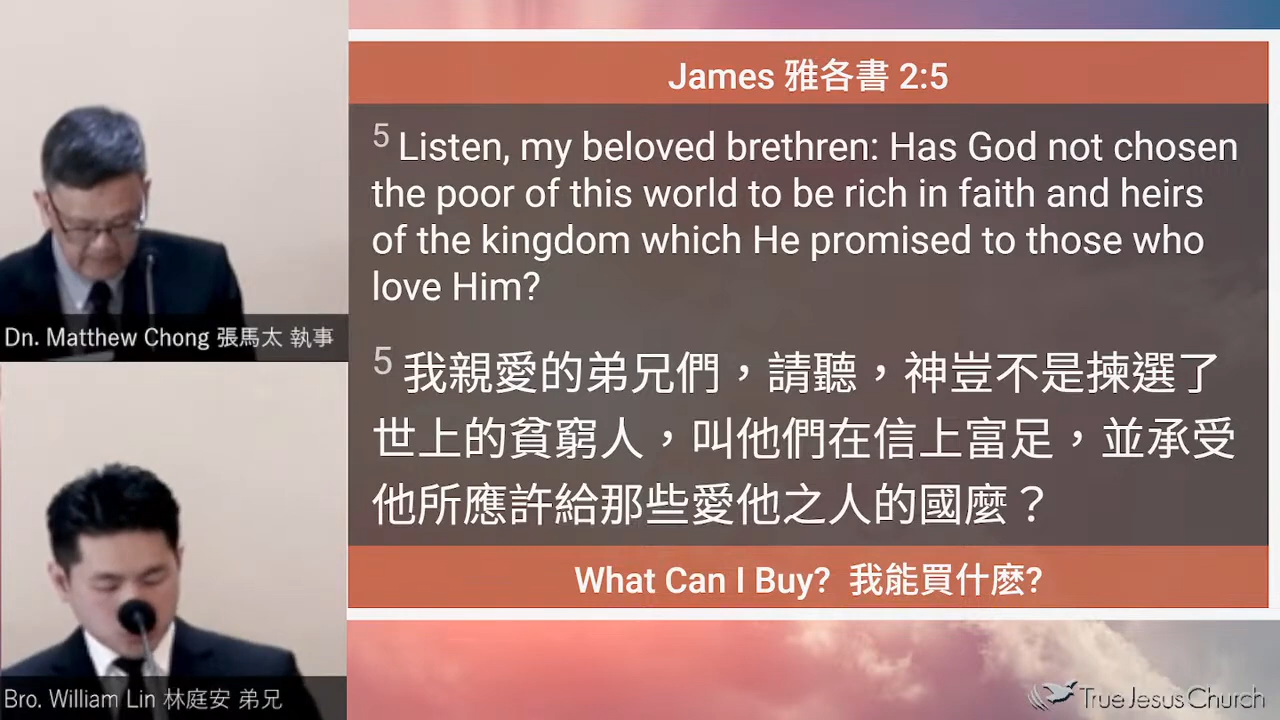 Dn. Matthew Chong 張馬太 執事
Bro. William Lin 林庭安 弟兄
James 雅各書 2:5
5 Listen, my beloved brethren: Has God not chosen
the poor of this world to be rich in faith and heirs
of the kingdom which He promised to those who
love Him?
5 我親愛的弟兄們，請聽，神豈不是揀選了
世上的貧窮人，叫他們在信上富足，並承受
他所應許給那些愛他之人的國麼？
What Can I Buy? 我能買什麽?
True Jesus Church